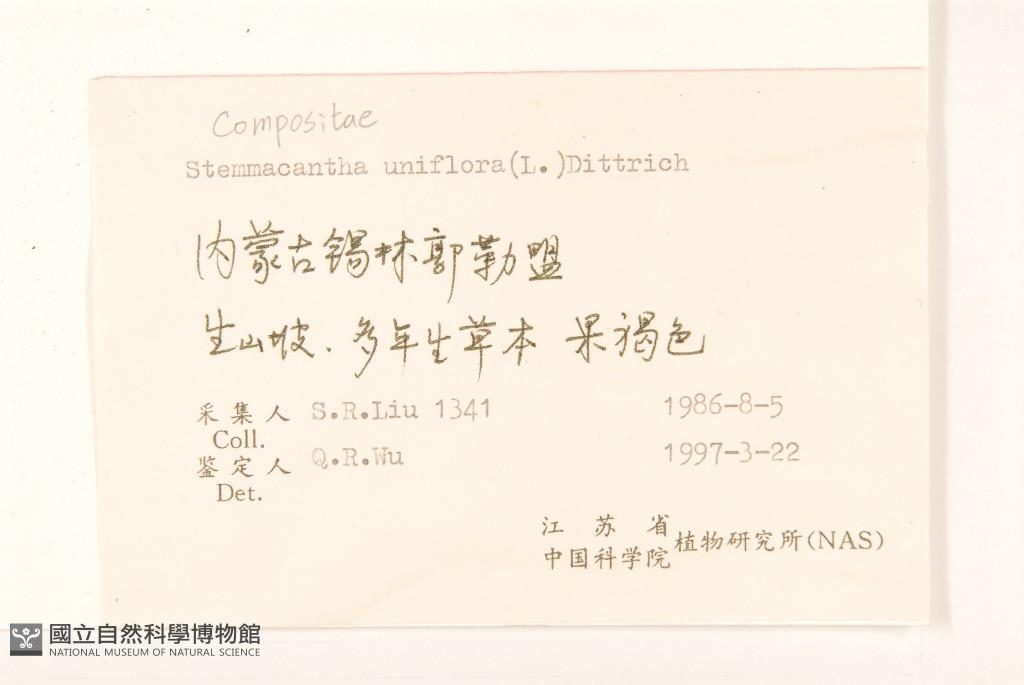 Compositae
Stemmacantha uniflora(L.)Dittrich
内蒙古锡林郭勒盟
生山坡.多年生草本 果褐色
采集人 S.R.Liu 1341 1986-8-5
Coll.
鉴定人 Q.R.Wu 1997-3-22
Det.
江苏省
中国科学院植物研究所(NAS)
國立自然科學博物館
NATIONAL MUSEUM OF NATURAL SCIENCE